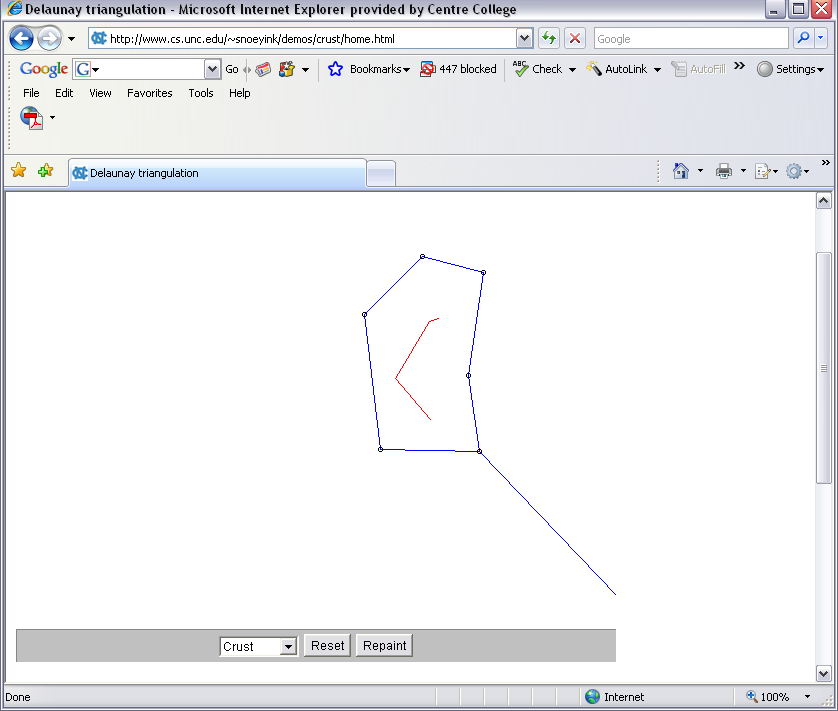 Delaunay triangulation - Microsoft Internet Explorer provided by Centre College
http://www.cs.unc.edu/~snoeyink/demos/crust/home.html Google
Google G Go Bookmarks 447 blocked ABC Check AutoLink AutoFill » Settings
File Edit View Favorites Tools Help
Delaunay triangulation »
Crust Reset Repaint
Done Internet 100%